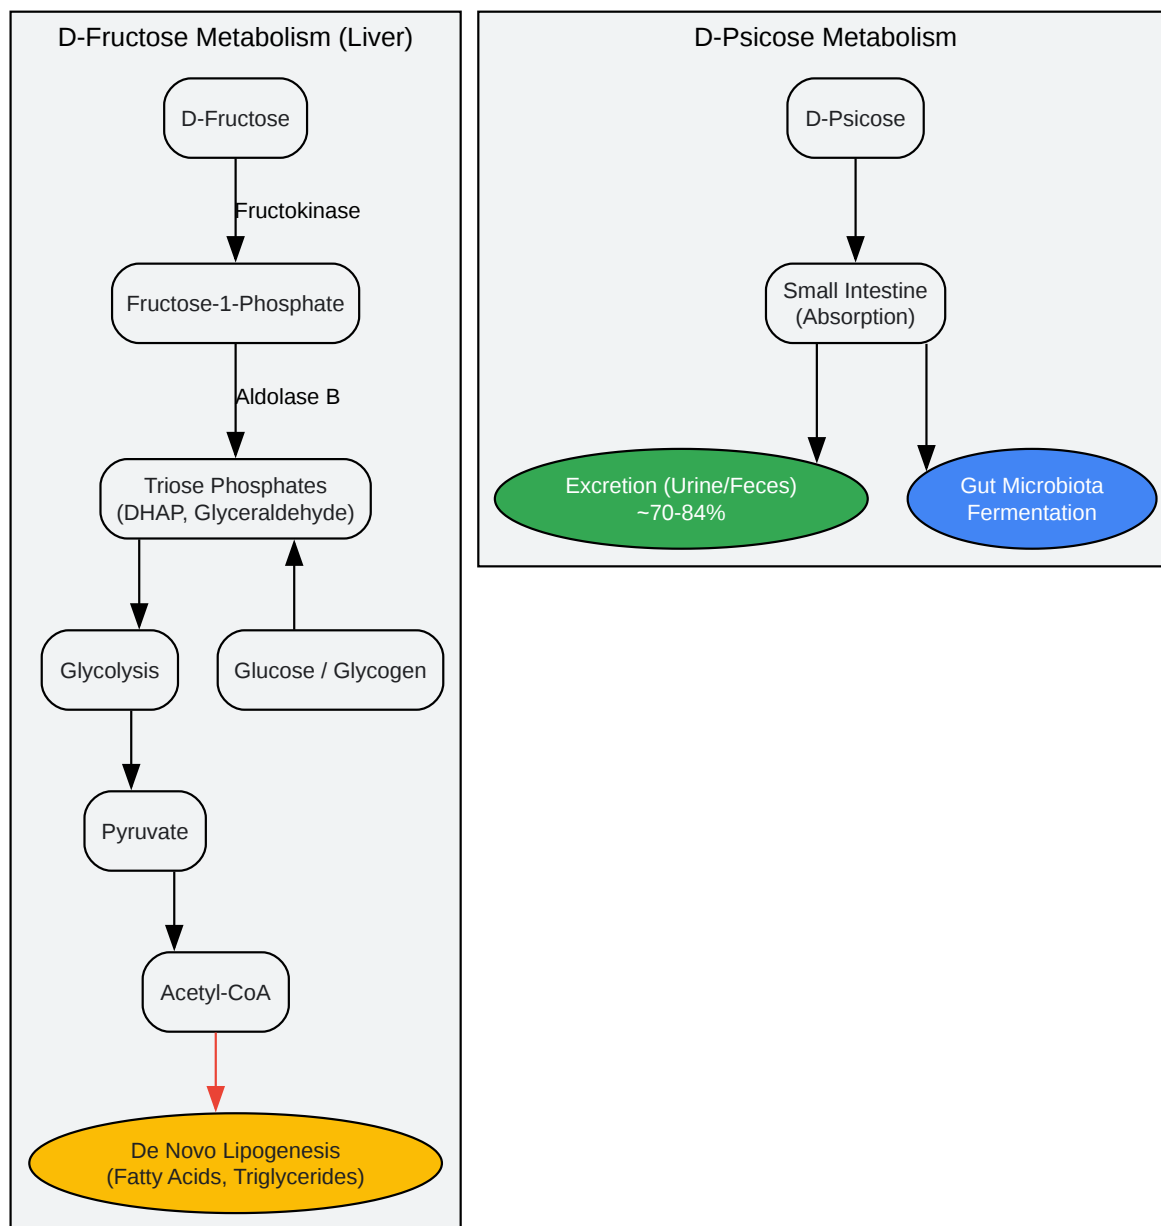 D-Fructose Metabolism (Liver)
D-Fructose
Fructokinase
Fructose-1-Phosphate
Aldolase B
Triose Phosphates
(DHAP, Glyceraldehyde)
Glycolysis
Glucose / Glycogen
Pyruvate
Acetyl-CoA
De Novo Lipogenesis
(Fatty Acids, Triglycerides)
D-Psicose Metabolism
D-Psicose
Small Intestine
(Absorption)
Excretion (Urine/Feces)
~70-84%
Gut Microbiota
Fermentation